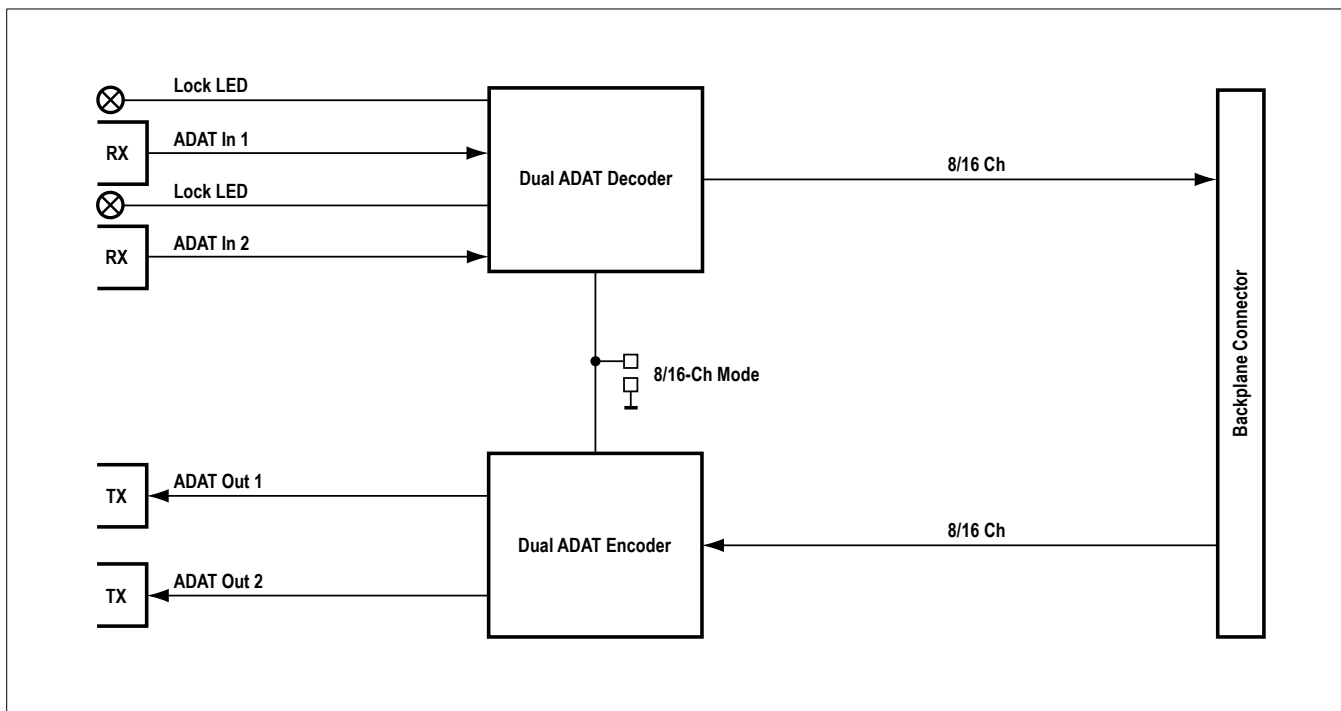 Lock LED
RX
ADAT In 1
Lock LED
RX
ADAT In 2
Dual ADAT Decoder
8/16 Ch
8/16-Ch Mode
Backplane Connector
TX
ADAT Out 1
TX
ADAT Out 2
Dual ADAT Encoder
8/16 Ch